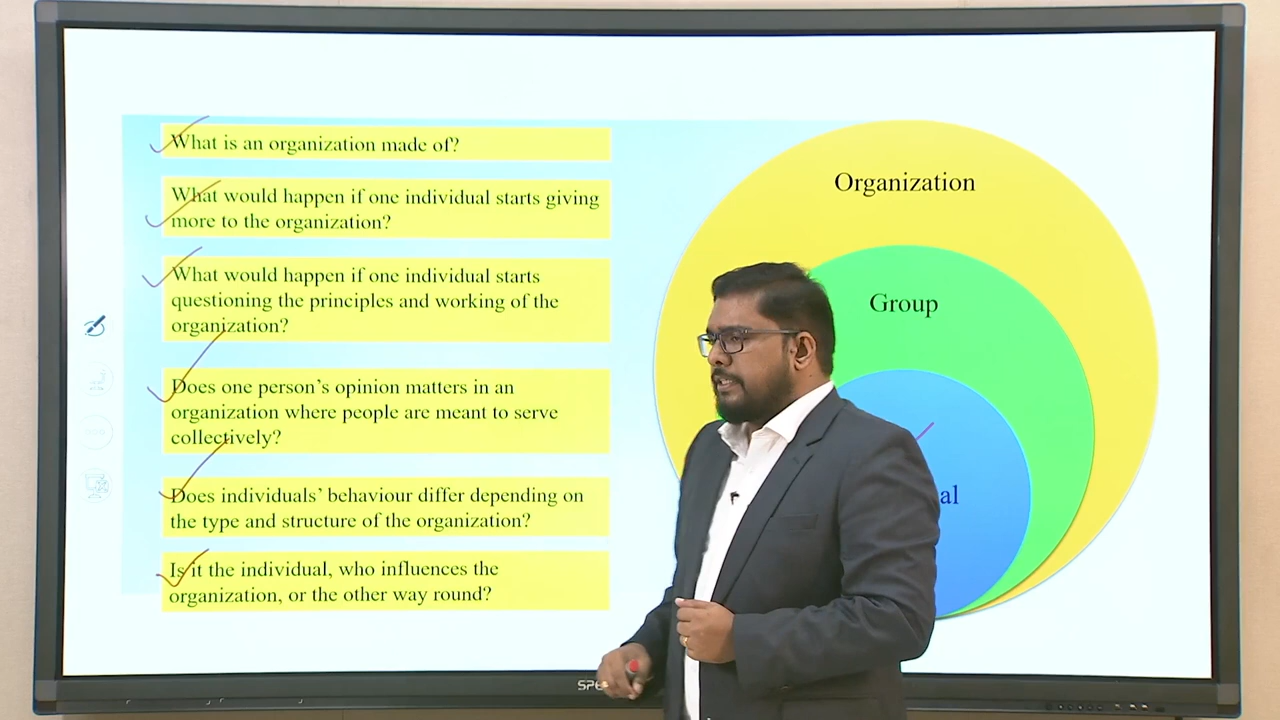 What is an organization made of?
What would happen if one individual starts giving
more to the organization?
What would happen if one individual starts
questioning the principles and working of the
organization?
Does one person's opinion matters in an
organization where people are meant to serve
collectively?
Does individuals' behaviour differ depending on
the type and structure of the organization?
Is it the individual, who influences the
organization, or the other way round?
Organization
Group